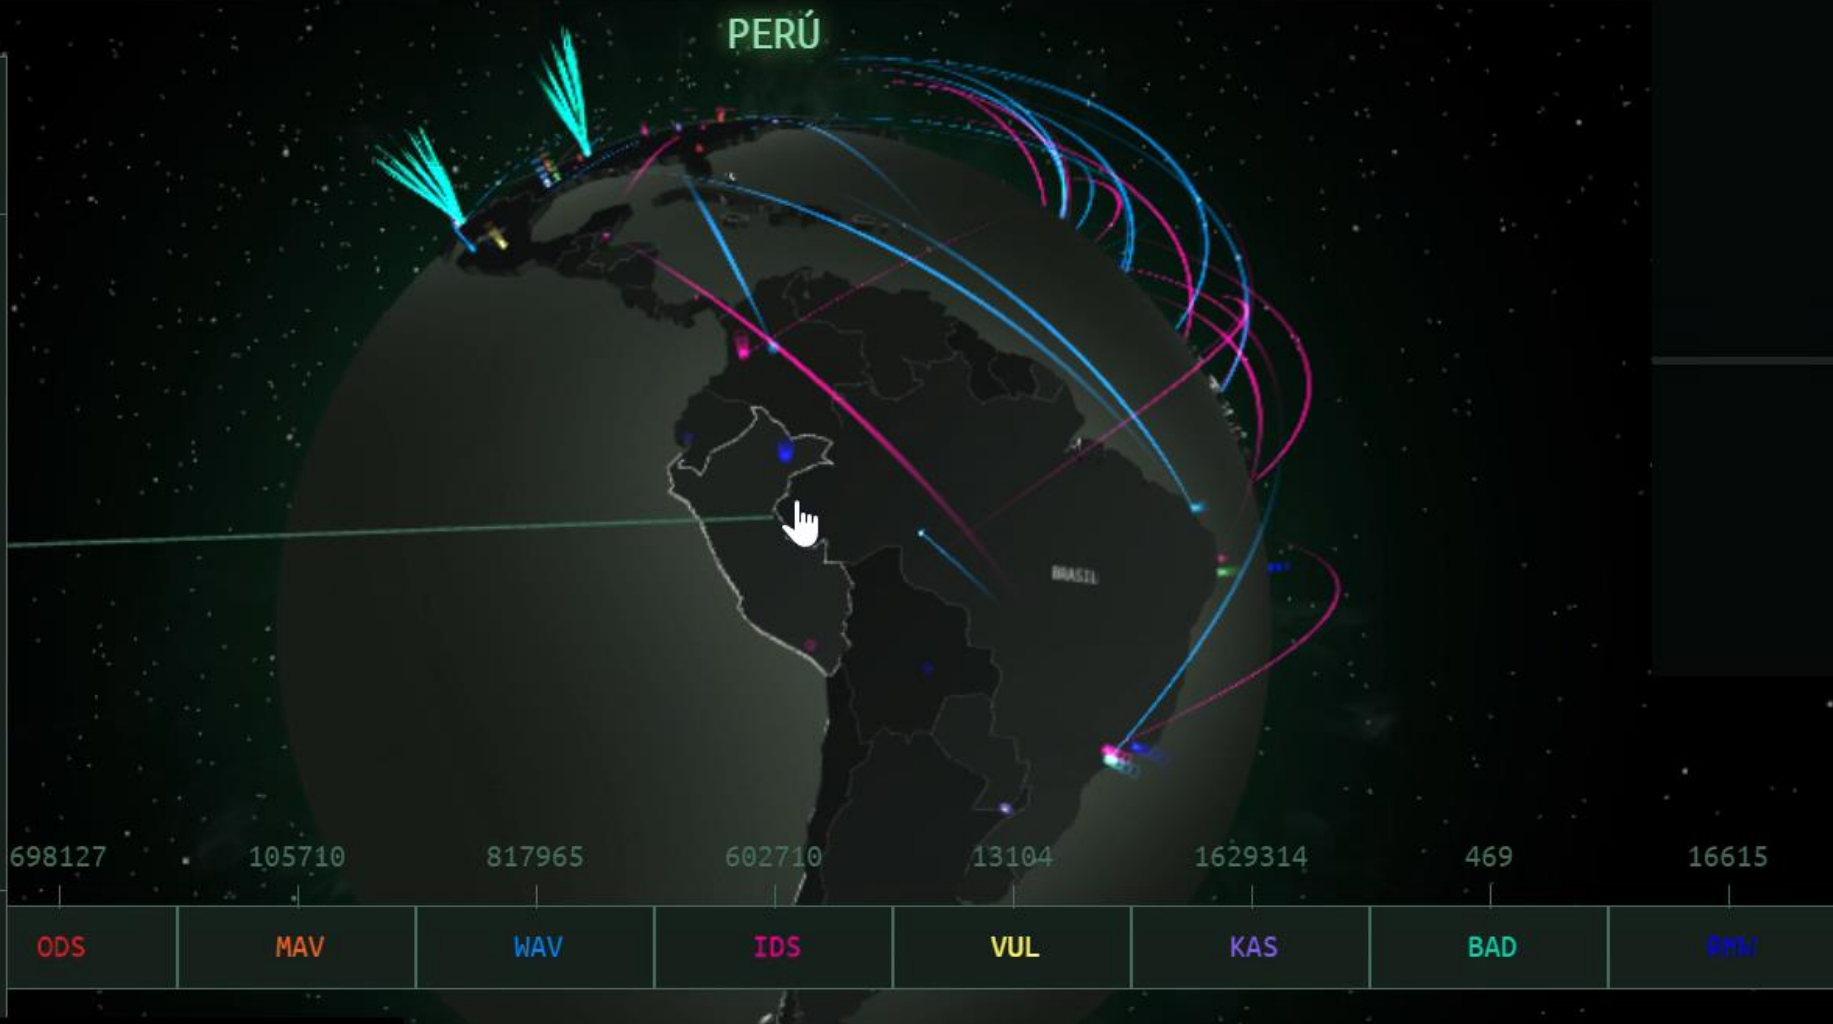 PERÚ
BRASIL
698127 105710 817965 602710 13104 1629314 469 16615
ODS MAV WAV IDS VUL KAS BAD RMW